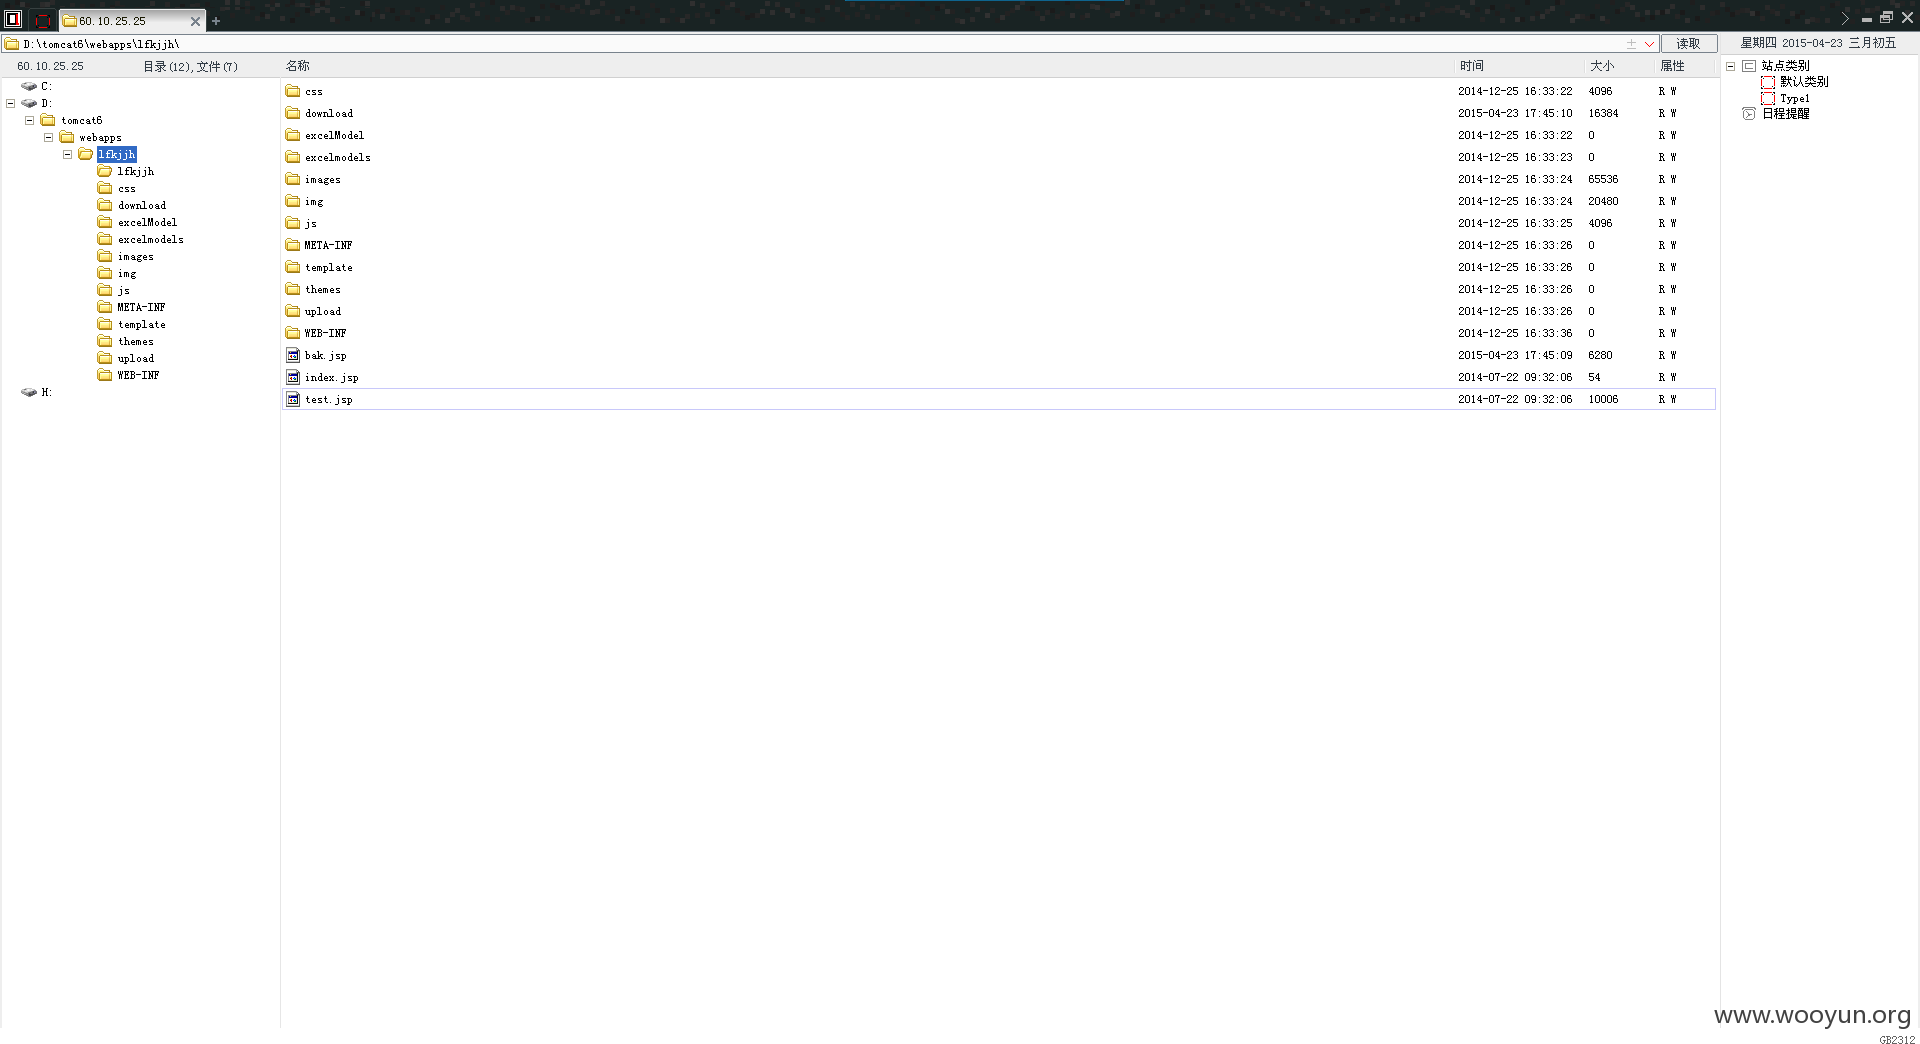 60.10.25.25
D:\tomcat6\webapps\lfkjjh\
读取
星期四 2015-04-23 三月初五
60.10.25.25 目录(12),文件(7)
名称 时间 大小 属性
C:
D:
tomcat6
webapps
lfkjjh
lfkjjh
css
download
excelModel
excelmodels
images
img
js
META-INF
template
themes
upload
WEB-INF
H:
css 2014-12-25 16:33:22 4096 R W
download 2015-04-23 17:45:10 16384 R W
excelModel 2014-12-25 16:33:22 0 R W
excelmodels 2014-12-25 16:33:23 0 R W
images 2014-12-25 16:33:24 65536 R W
img 2014-12-25 16:33:24 20480 R W
js 2014-12-25 16:33:25 4096 R W
META-INF 2014-12-25 16:33:26 0 R W
template 2014-12-25 16:33:26 0 R W
themes 2014-12-25 16:33:26 0 R W
upload 2014-12-25 16:33:26 0 R W
WEB-INF 2014-12-25 16:33:36 0 R W
bak.jsp 2015-04-23 17:45:09 6280 R W
index.jsp 2014-07-22 09:32:06 54 R W
test.jsp 2014-07-22 09:32:06 10006 R W
站点类别
默认类别
Type1
日程提醒
www.wooyun.org
GB2312